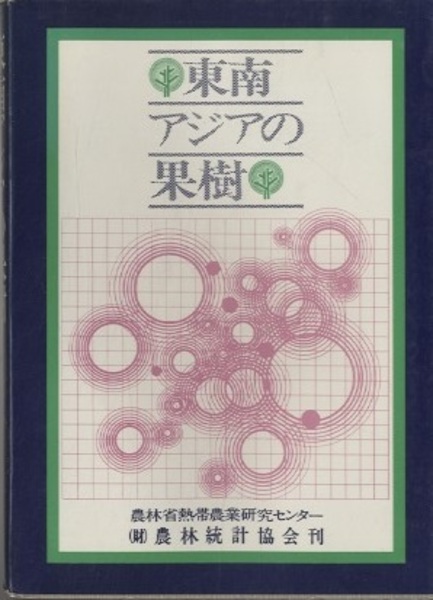 東南
アジアの
果樹
農林省熱帯農業研究センター
(財)農林統計協会刊